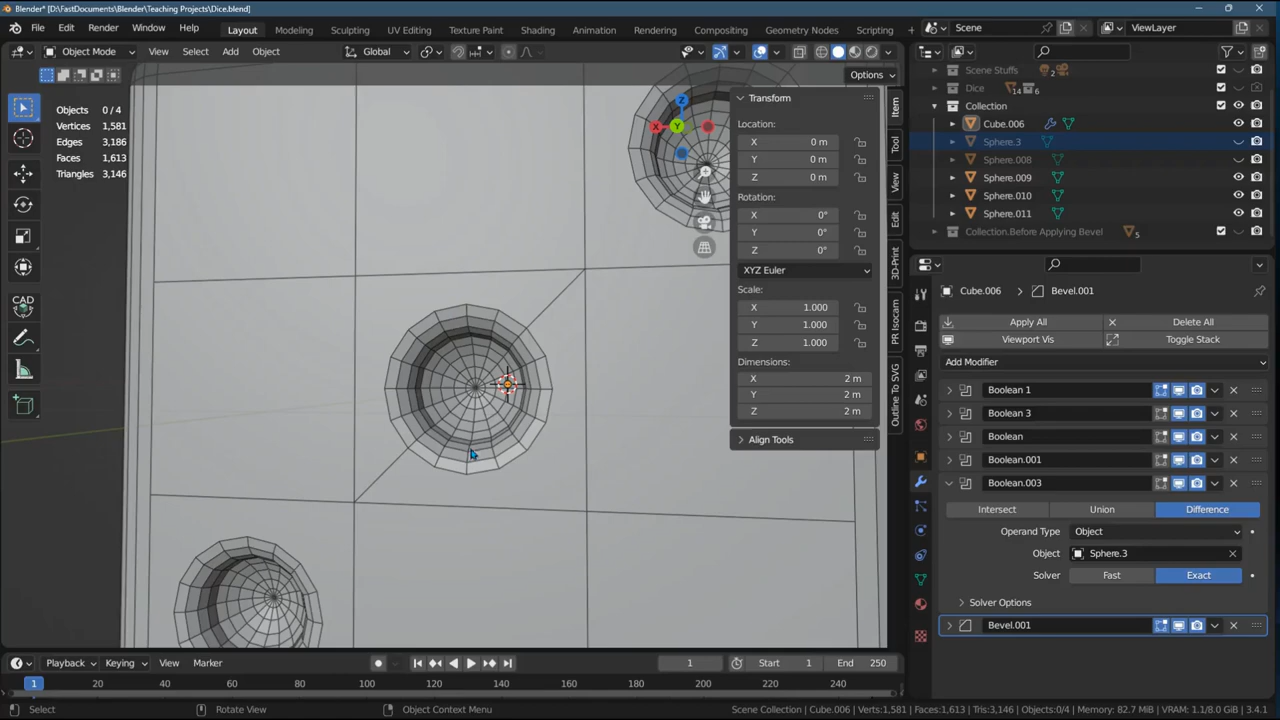 Blender* [D:\FastDocuments\Blender\Teaching Projects\Dice.blend]
File Edit Render Window Help Layout Modeling Sculpting UV Editing Texture Paint Shading Animation Rendering Compositing Geometry Nodes Scripting Scene ViewLayer
Object Mode View Select Add Object Global
Options
Objects 0 / 4
Vertices 1,581
Edges 3,186
Faces 1,613
Triangles 3,146
CAD
Z
X
Y
Transform
Location:
X 0 m
Y 0 m
Z 0 m
Rotation:
X 0°
Y 0°
Z 0°
XYZ Euler
Scale:
X 1.000
Y 1.000
Z 1.000
Dimensions:
X 2 m
Y 2 m
Z 2 m
Align Tools
Item
Tool
View
Edit
3D-Print
PR Isocam
Outline To SVG
Scene Stuffs 2
Dice 14 6
Collection
Cube.006
Sphere.3
Sphere.008
Sphere.009
Sphere.010
Sphere.011
Collection.Before Applying Bevel 5
Cube.006 Bevel.001
Apply All Delete All
Viewport Vis Toggle Stack
Add Modifier
Boolean 1
Boolean 3
Boolean
Boolean.001
Boolean.003
Intersect Union Difference
Operand Type Object
Object Sphere.3
Solver Fast Exact
Solver Options
Bevel.001
Playback Keying View Marker 1 Start 1 End 250
1 20 40 60 80 100 120 140 160 180 200 220 240
Select Rotate View Object Context Menu Scene Collection | Cube.006 | Verts:1,581 | Faces:1,613 | Tris:3,146 | Objects:0/4 | Memory: 82.7 MiB | VRAM: 1.1/8.0 GiB | 3.4.1